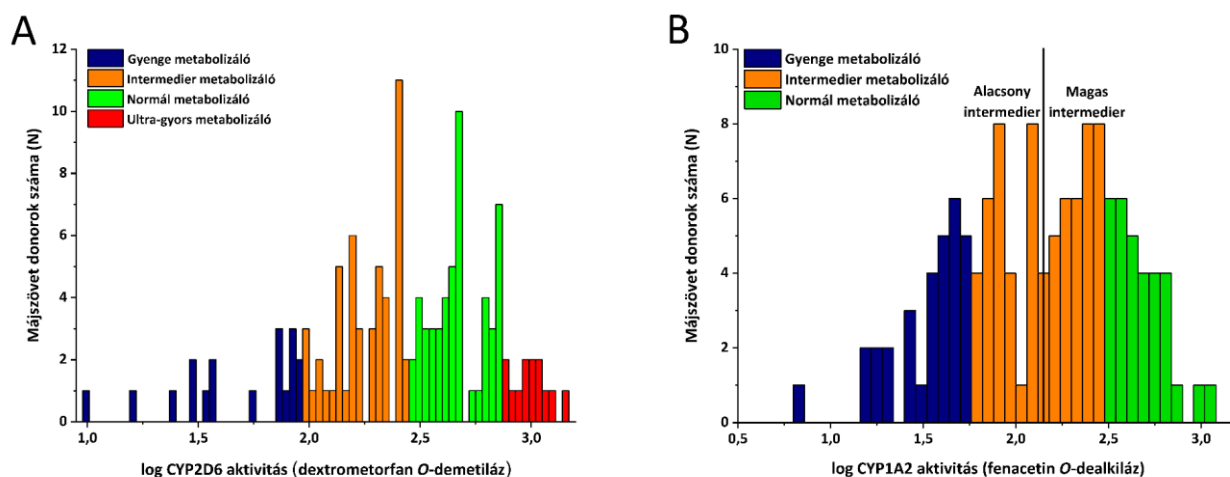 A
Májszövet donorok száma (N)
12
10
8
6
4
2
0
Gyenge metabolizáló
Intermedier metabolizáló
Normál metabolizáló
Ultra-gyors metabolizáló
1,0 1,5 2,0 2,5 3,0
log CYP2D6 aktivitás (dextrometorfan O-demetiláz)
B
Májszövet donorok száma (N)
10
8
6
4
2
0
Gyenge metabolizáló
Intermedier metabolizáló
Normál metabolizáló
Alacsony
intermedier
Magas
intermedier
0,5 1,0 1,5 2,0 2,5 3,0
log CYP1A2 aktivitás (fenacetin O-dealkiláz)